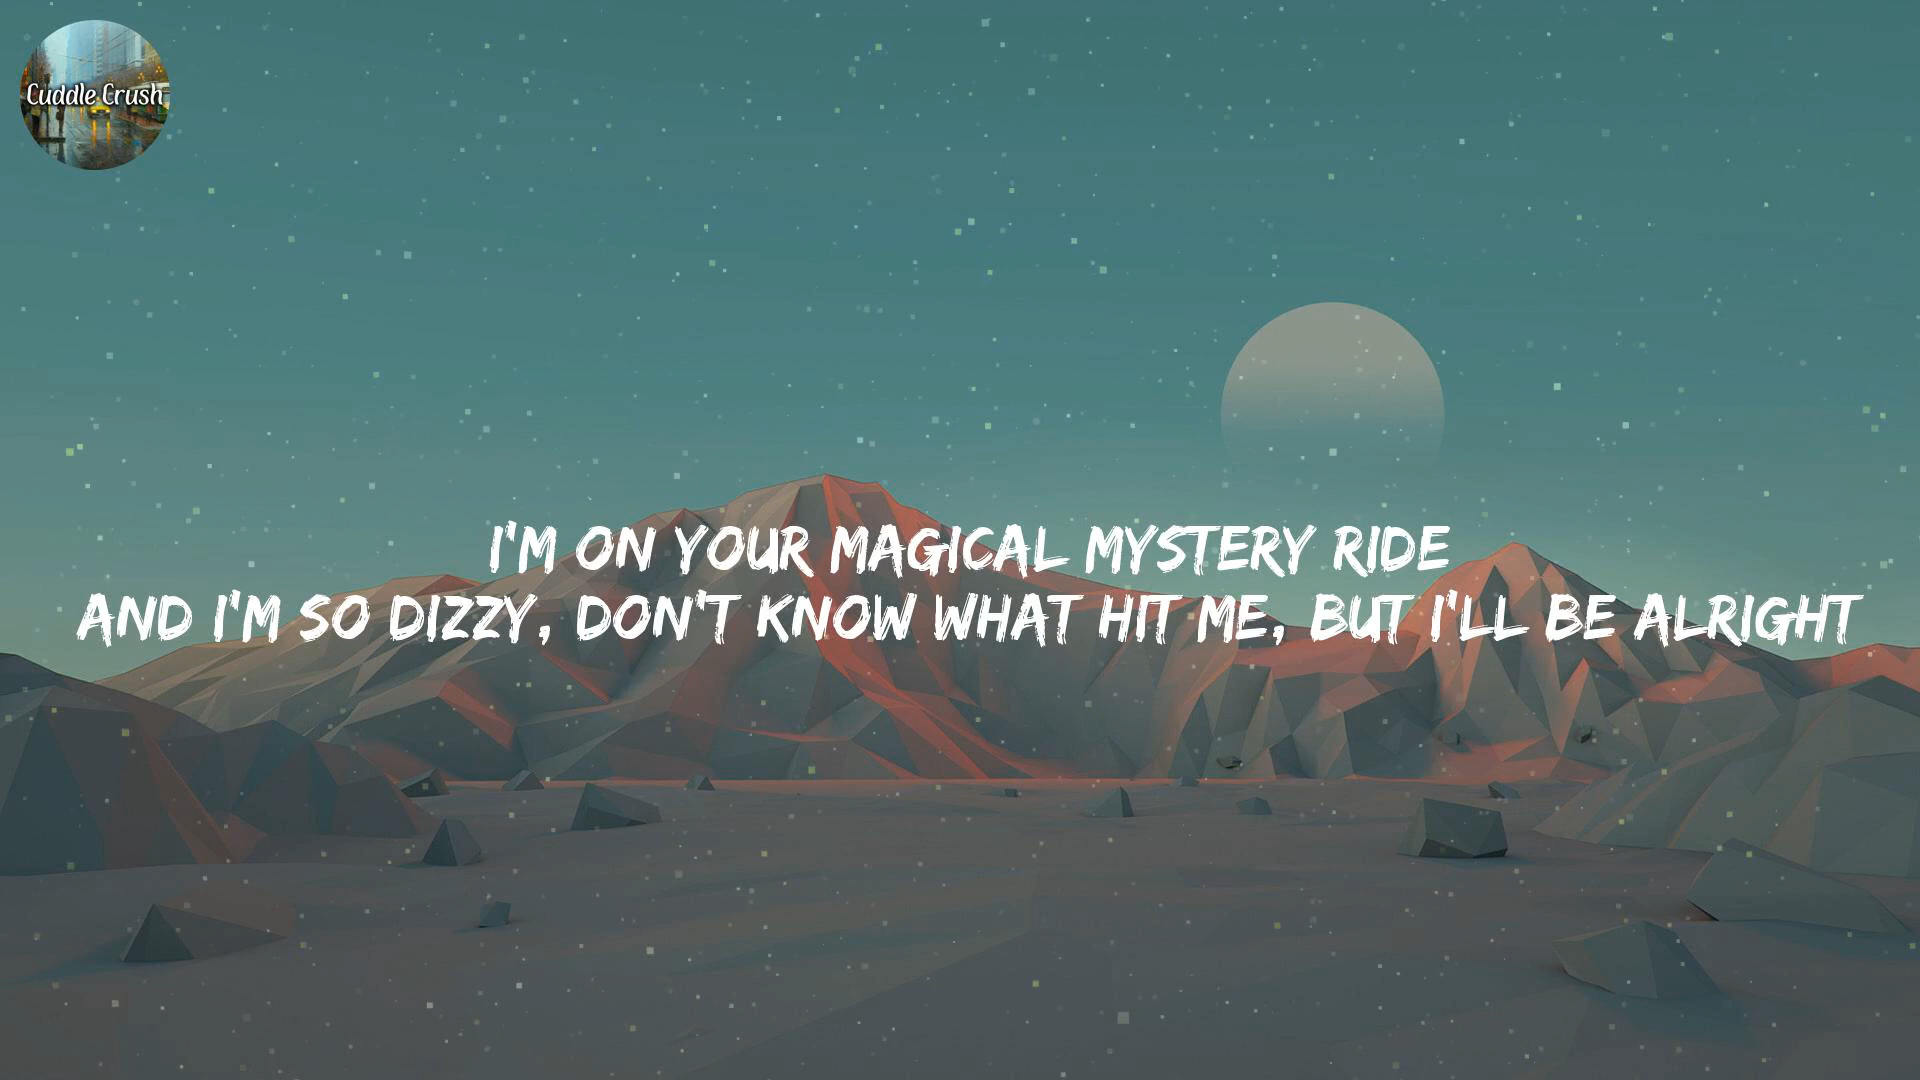 Cuddle Crush
I'M ON YOUR MAGICAL MYSTERY RIDE
AND I'M SO DIZZY, DON'T KNOW WHAT HIT ME, BUT I'LL BE ALRIGHT